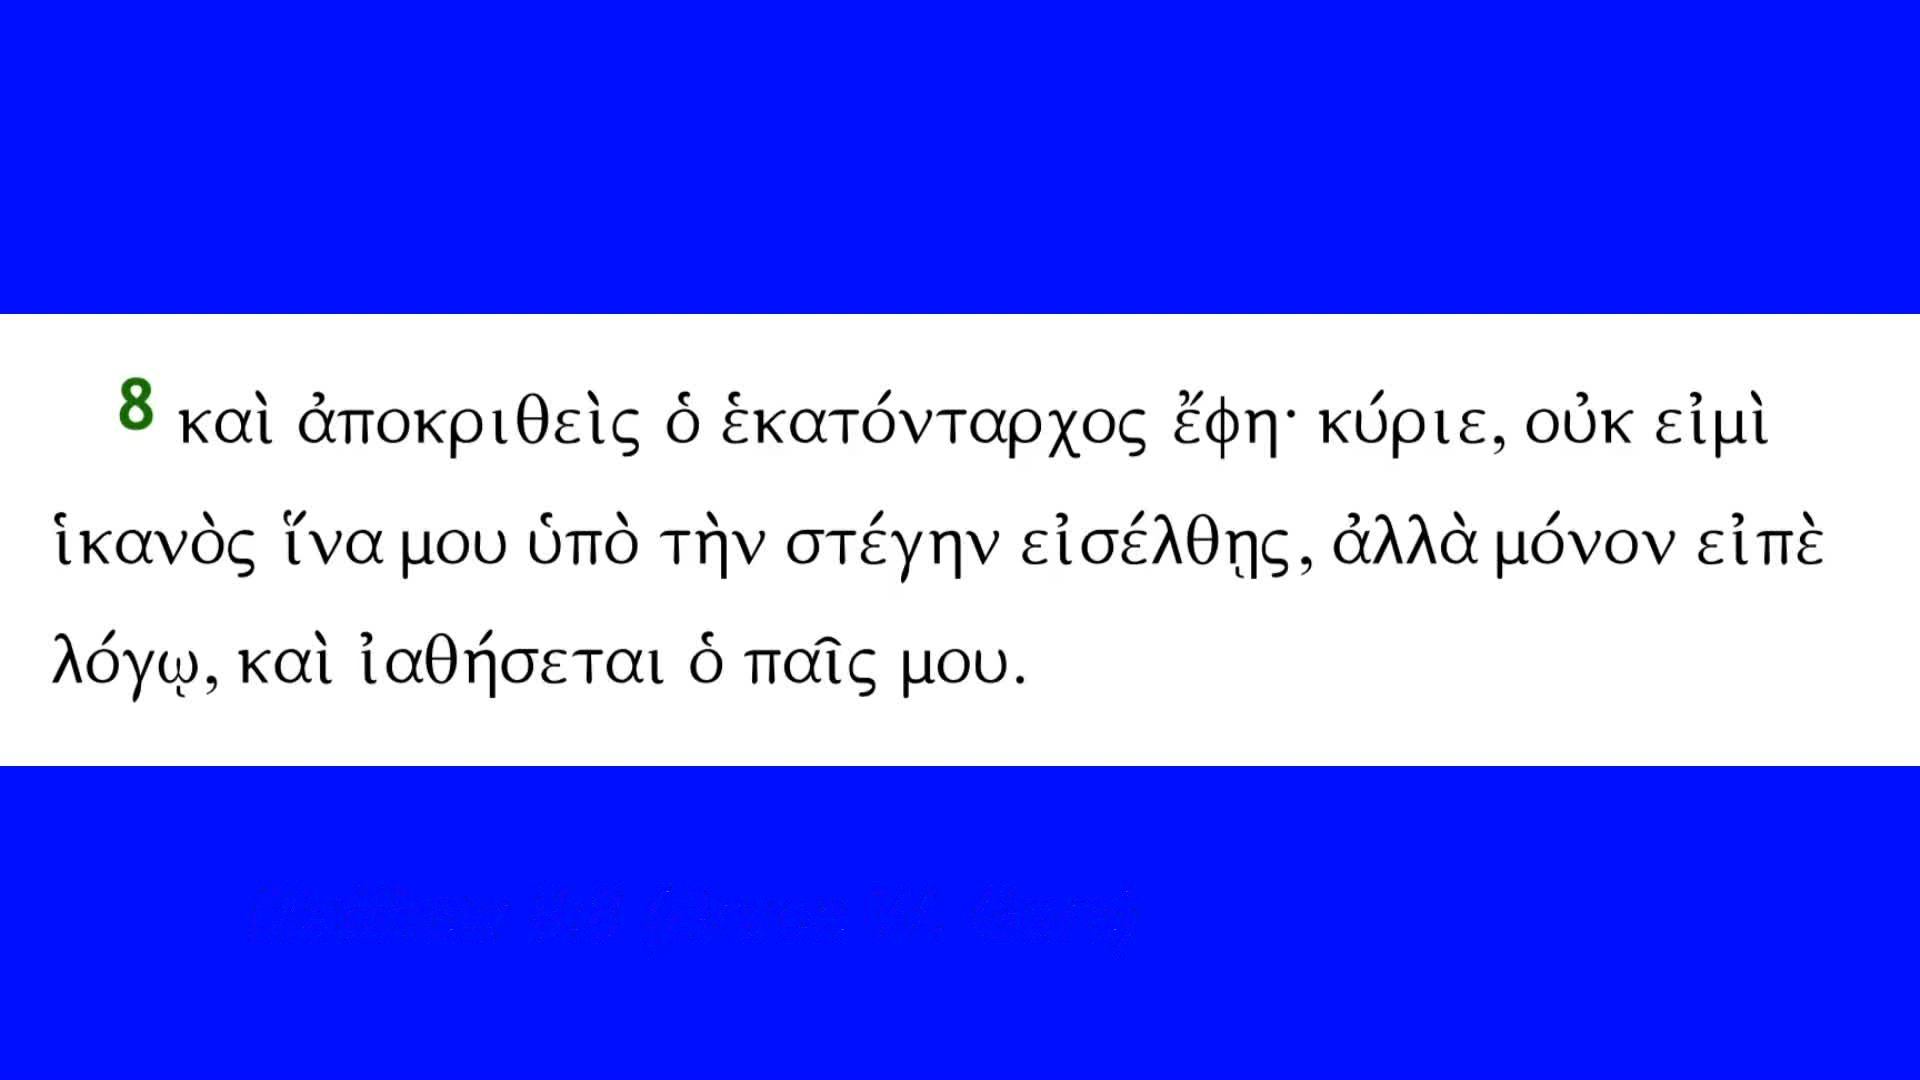 8 καὶ ἀποκριθεὶς ὁ ἑκατόνταρχος ἔφη· κύριε, οὐκ εἰμὶ
ἱκανὸς ἵνα μου ὑπὸ τὴν στέγην εἰσέλθῃς, ἀλλὰ μόνον εἰπὲ
λόγῳ, καὶ ἰαθήσεται ὁ παῖς μου.